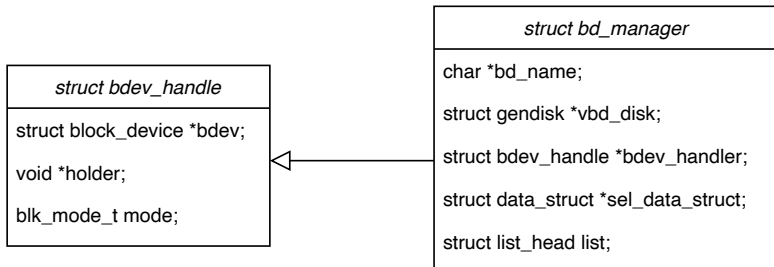 struct bdev_handle
struct block_device *bdev;
void *holder;
blk_mode_t mode;
struct bd_manager
char *bd_name;
struct gendisk *vbd_disk;
struct bdev_handle *bdev_handler;
struct data_struct *sel_data_struct;
struct list_head list;